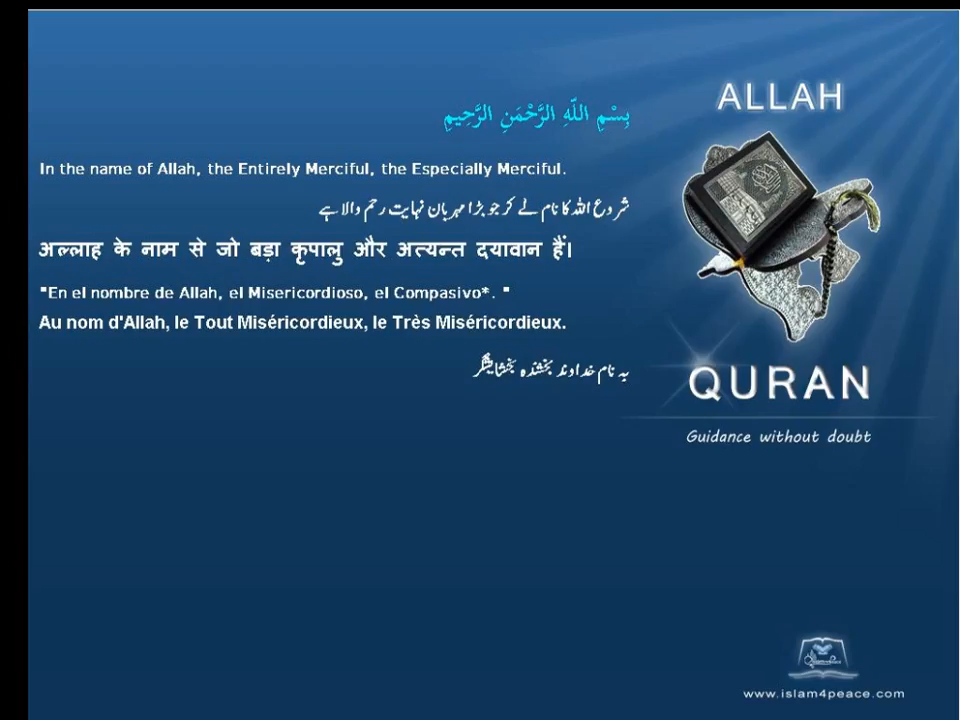 بِسْمِ اللَّهِ الرَّحْمَنِ الرَّحِيمِ
In the name of Allah, the Entirely Merciful, the Especially Merciful.
شروع اللہ کا نام لے کر جو بڑا مہربان نہایت رحم والا ہے
अल्लाह के नाम से जो बड़ा कृपालु और अत्यन्त दयावान हैं।
"En el nombre de Allah, el Misericordioso, el Compasivo*. "
Au nom d'Allah, le Tout Miséricordieux, le Très Miséricordieux.
به نام خداوند بخشنده بخشایشگر
ALLAH
QURAN
Guidance without doubt
www.islam4peace.com